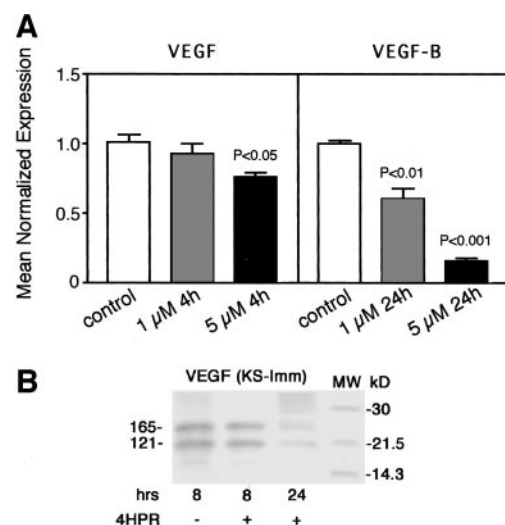 A
VEGF VEGF-B
Mean Normalized Expression
1.5
1.0
0.5
0
P<0.05
P<0.01
P<0.001
control 1 µM 4h 5 µM 4h control 1 µM 24h 5 µM 24h
B
VEGF (KS-Imm) MW kD
-30
165-
121- -21.5
-14.3
hrs 8 8 24
4HPR - + +